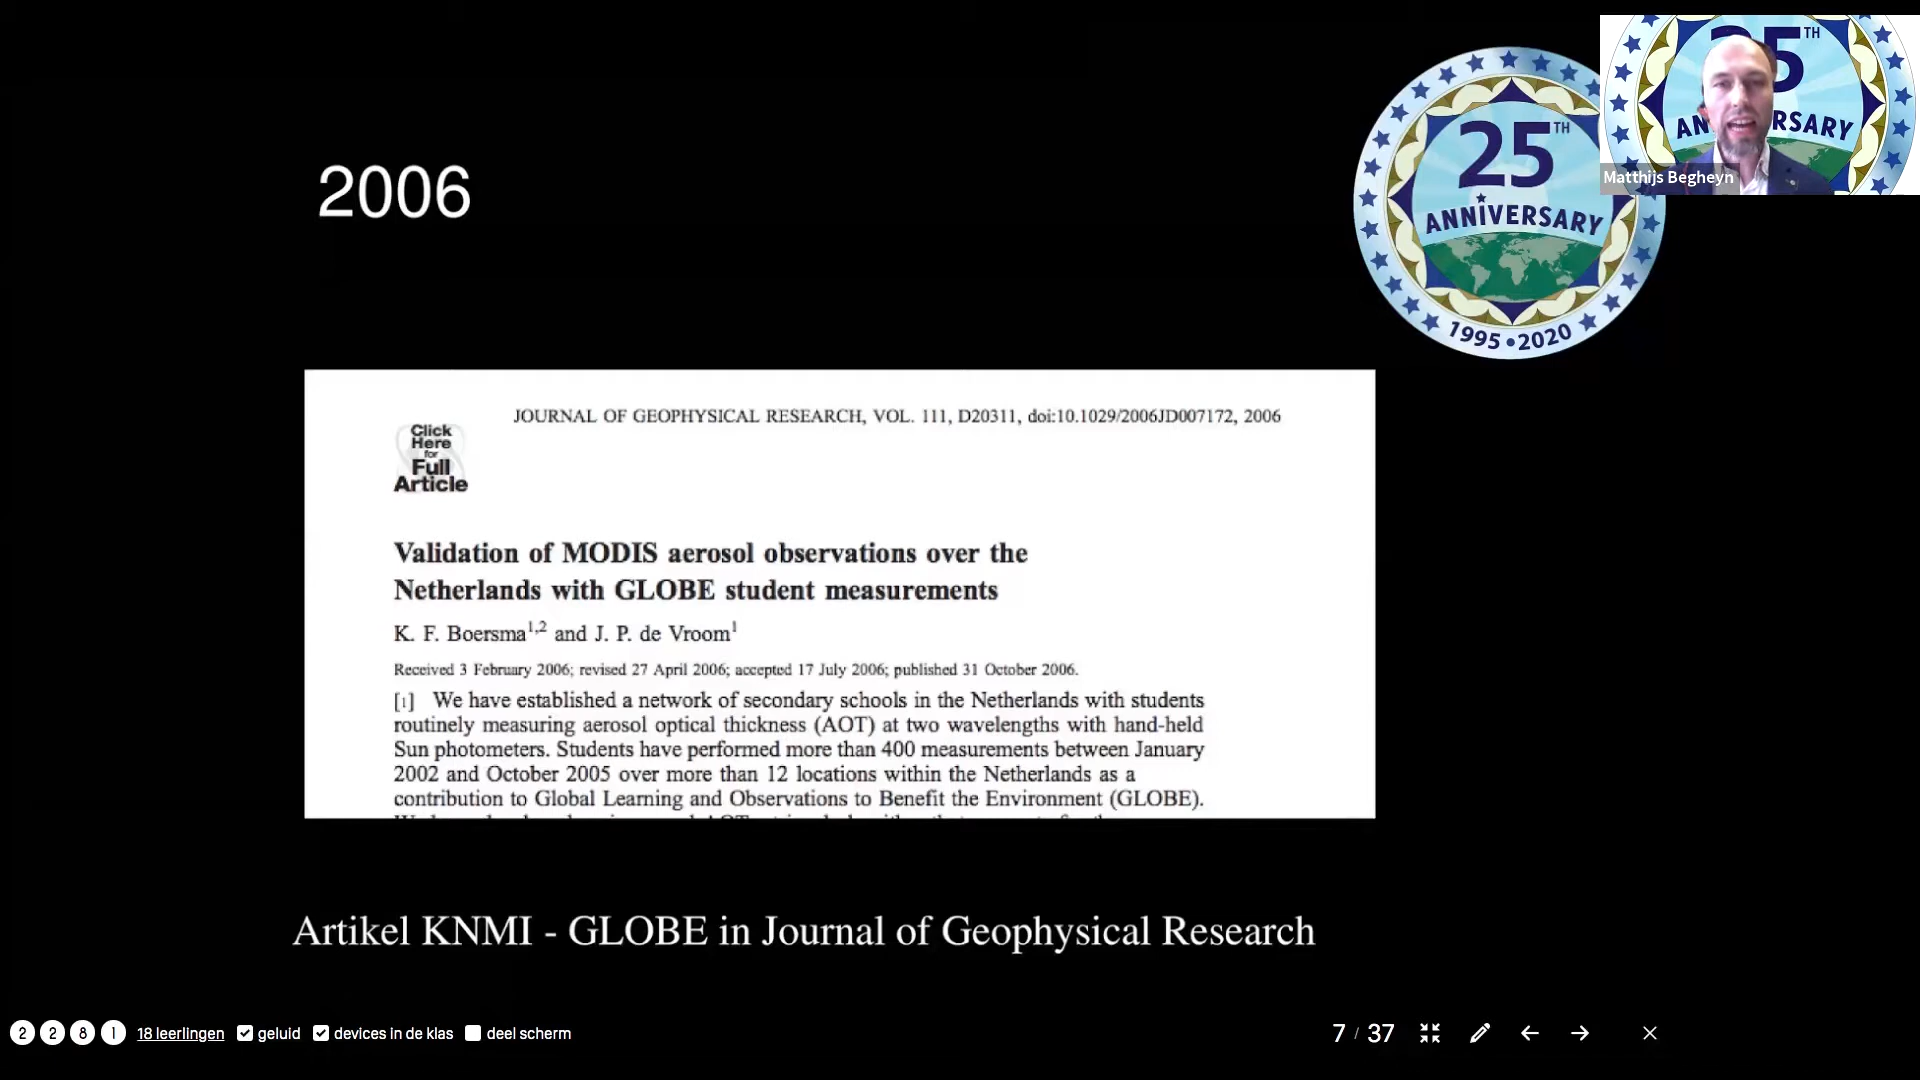 2006
25TH
ANNIVERSARY
1995 • 2020
5TH
AN RSARY
Matthijs Begheyn
JOURNAL OF GEOPHYSICAL RESEARCH, VOL. 111, D20311, doi:10.1029/2006JD007172, 2006
Click
Here
for
Full
Article
Validation of MODIS aerosol observations over the
Netherlands with GLOBE student measurements
K. F. Boersma1,2 and J. P. de Vroom1
Received 3 February 2006; revised 27 April 2006; accepted 17 July 2006; published 31 October 2006.
[1] We have established a network of secondary schools in the Netherlands with students
routinely measuring aerosol optical thickness (AOT) at two wavelengths with hand-held
Sun photometers. Students have performed more than 400 measurements between January
2002 and October 2005 over more than 12 locations within the Netherlands as a
contribution to Global Learning and Observations to Benefit the Environment (GLOBE).
Artikel KNMI - GLOBE in Journal of Geophysical Research
2 2 8 1 18 leerlingen geluid devices in de klas deel scherm
7 / 37